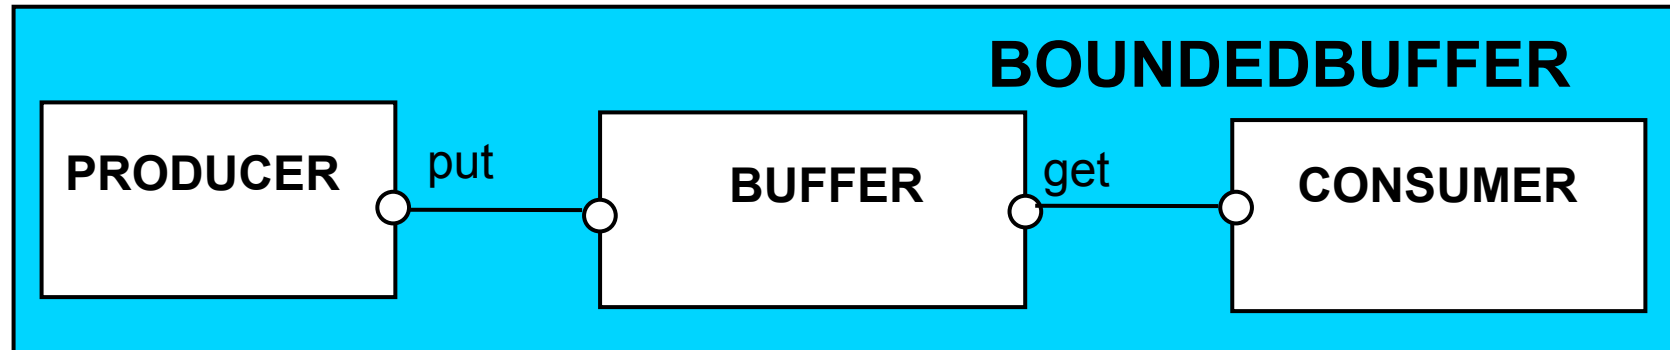 BOUNDEDBUFFER
PRODUCER
put
BUFFER
get
CONSUMER